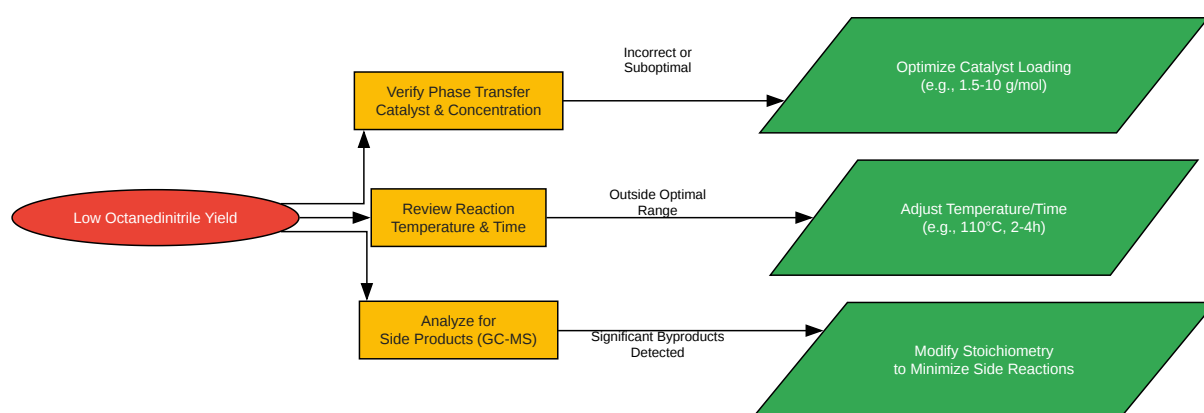 Low Octanedinitrile Yield
Verify Phase Transfer
Catalyst & Concentration
Incorrect or
Suboptimal
Optimize Catalyst Loading
(e.g., 1.5-10 g/mol)
Review Reaction
Temperature & Time
Outside Optimal
Range
Adjust Temperature/Time
(e.g., 110°C, 2-4h)
Analyze for
Side Products (GC-MS)
Significant Byproducts
Detected
Modify Stoichiometry
to Minimize Side Reactions